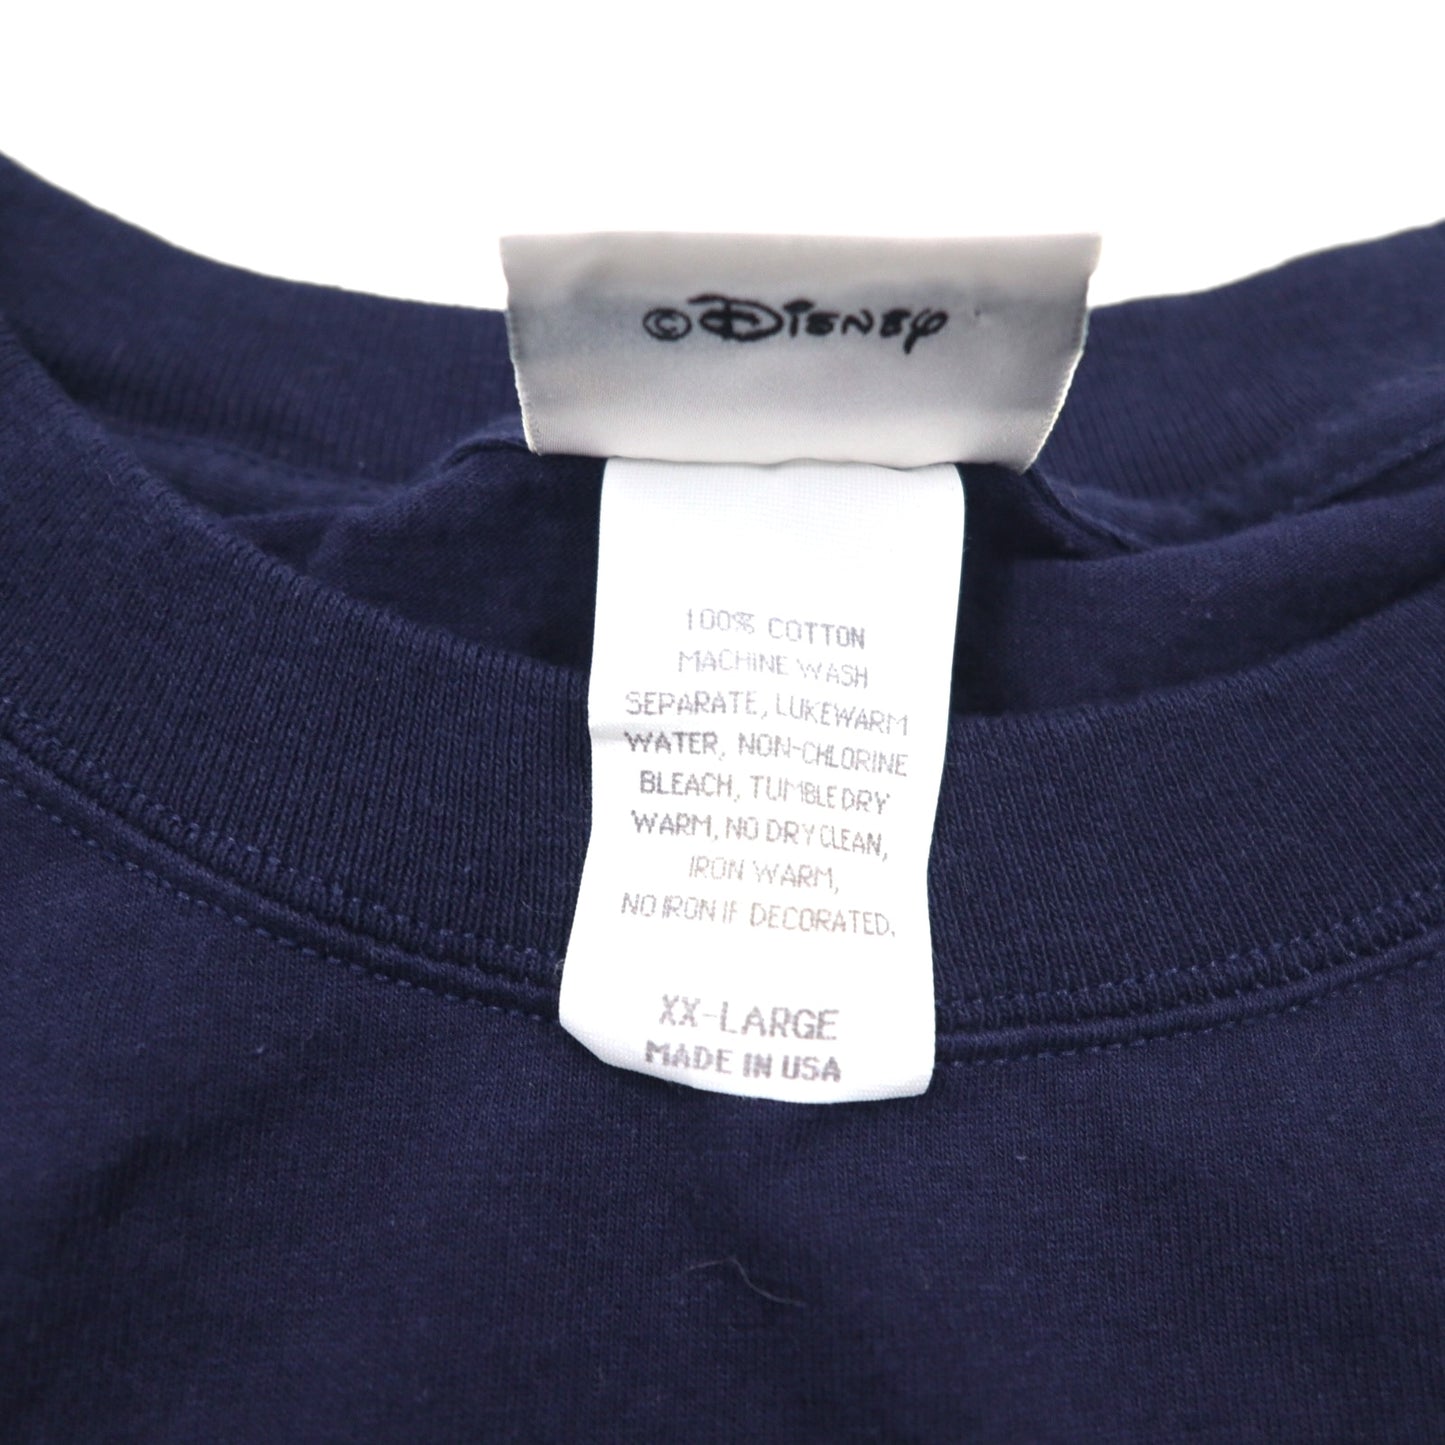 ©Disney
100% COTTON
MACHINE WASH
SEPARATE, LUKEWARM
WATER, NON-CHLORINE
BLEACH, TUMBLE DRY
WARM, NO DRY CLEAN,
IRON WARM,
NO IRON IF DECORATED.
XX-LARGE
MADE IN USA